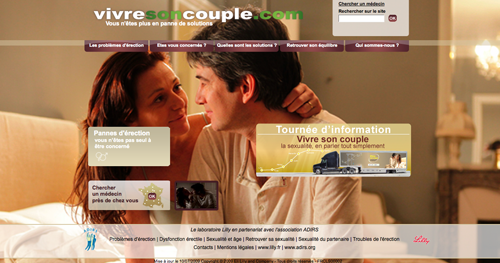 vivresoncouple.com
Vous n'êtes plus en panne de solutions
Chercher un médecin
Rechercher sur le site
OK
Les problèmes d'érection | Etes vous concernés ? | Quelles sont les solutions ? | Retrouver son équilibre | Qui sommes-nous ?
Pannes d'érection
vous n'êtes pas seul à
être concerné
Tournée d'information
Vivre son couple
la sexualité, en parler tout simplement
Chercher
un médecin
près de chez vous
OK
Le laboratoire Lilly en partenariat avec l'association ADIRS
Problèmes d'érection | Dysfonction érectile | Sexualité et âge | Retrouver sa sexualité | Sexualité du partenaire | Troubles de l'érection
Contacts | Mentions légales | www.lilly.fr | www.adirs.org
Lilly